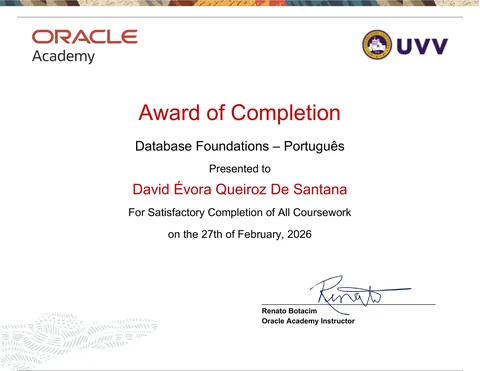 ORACLE
Academy
UVV
Award of Completion
Database Foundations – Português
Presented to
David Évora Queiroz De Santana
For Satisfactory Completion of All Coursework
on the 27th of February, 2026
Renato
Renato Botacim
Oracle Academy Instructor